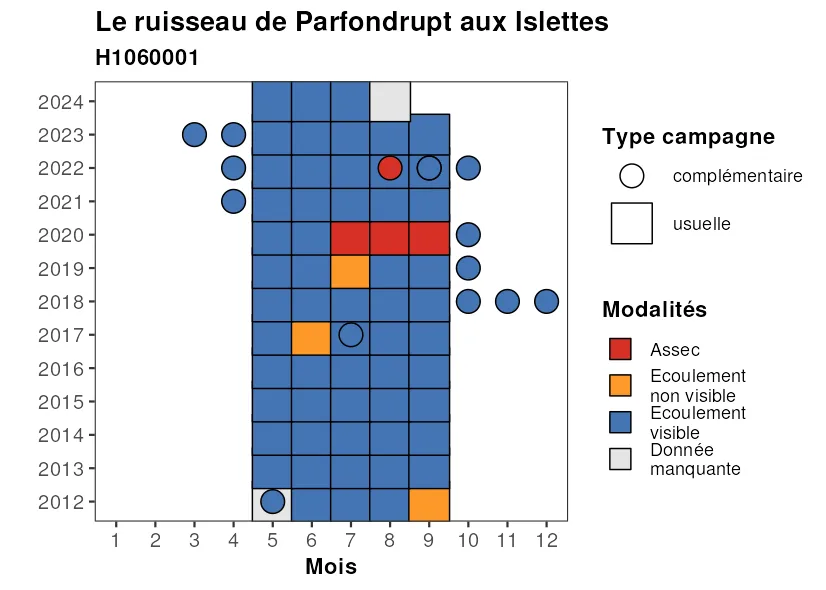 Le ruisseau de Parfondrupt aux Islettes
H1060001
2024
2023
2022
2021
2020
2019
2018
2017
2016
2015
2014
2013
2012
1 2 3 4 5 6 7 8 9 10 11 12
Mois
Type campagne
complémentaire
usuelle
Modalités
Assec
Ecoulement
non visible
Ecoulement
visible
Donnée
manquante